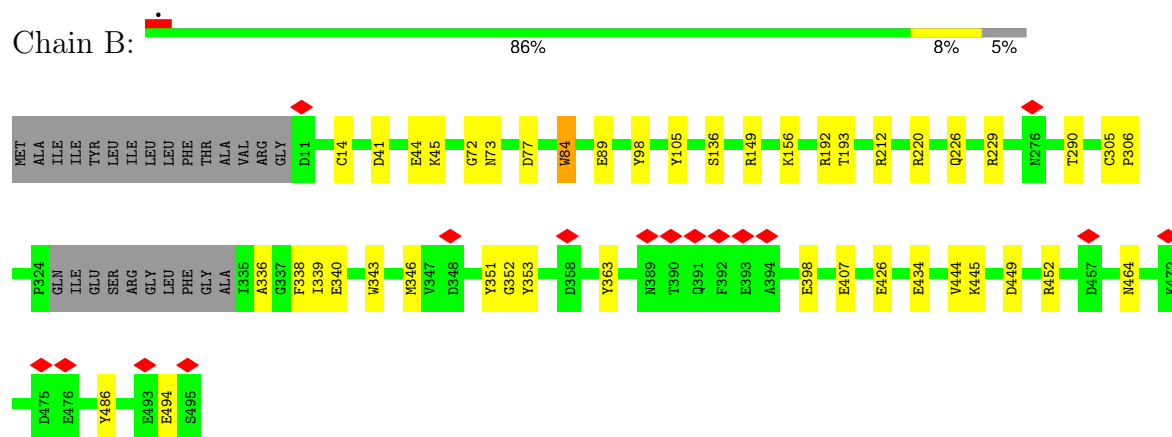 Chain B:
86% 8% 5%
MET ALA ILE ILE TYR LEU ILE LEU LEU PHE THR ALA VAL ARG GLY D11 C14 D41 E44 K45 G72 N73 D77 W84 E89 Y98 Y105 S136 R149 K156 R192 T193 R212 R220 Q226 R229 N276 T290 C305 P306
P324 GLN ILE GLU SER ARG GLY LEU PHE GLY ALA I335 A336 G337 F338 I339 E340 W343 M346 V347 D348 Y351 G352 Y353 D358 Y363 N389 T390 Q391 F392 E393 A394 E398 E407 E426 E434 V444 K445 D449 R452 D457 N464 K472
D475 E476 Y486 E493 E494 S495